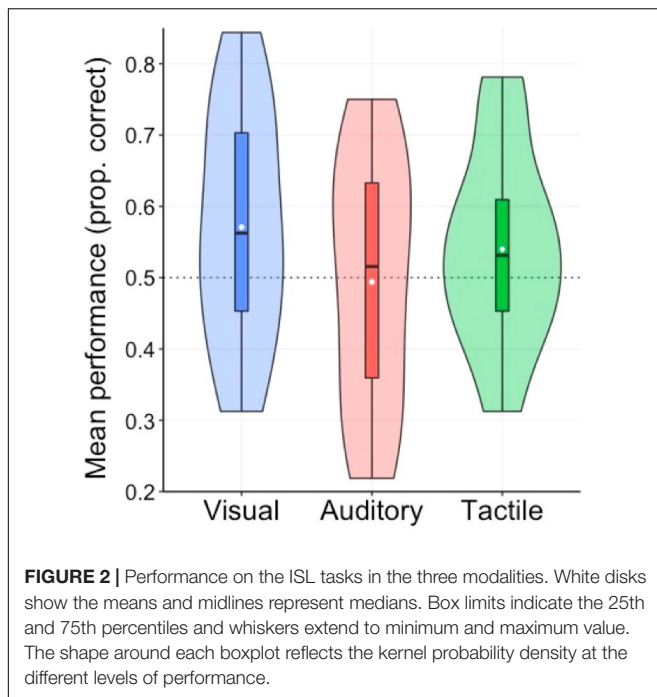 Mean performance (prop. correct)
0.8
0.7
0.6
0.5
0.4
0.3
0.2
Visual Auditory Tactile
FIGURE 2 | Performance on the ISL tasks in the three modalities. White disks
show the means and midlines represent medians. Box limits indicate the 25th
and 75th percentiles and whiskers extend to minimum and maximum value.
The shape around each boxplot reflects the kernel probability density at the
different levels of performance.